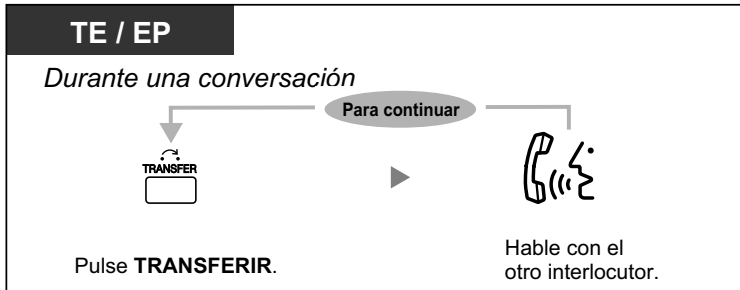 TE / EP
Durante una conversación
Para continuar
TRANSFER
Pulse TRANSFERIR.
Hable con el
otro interlocutor.